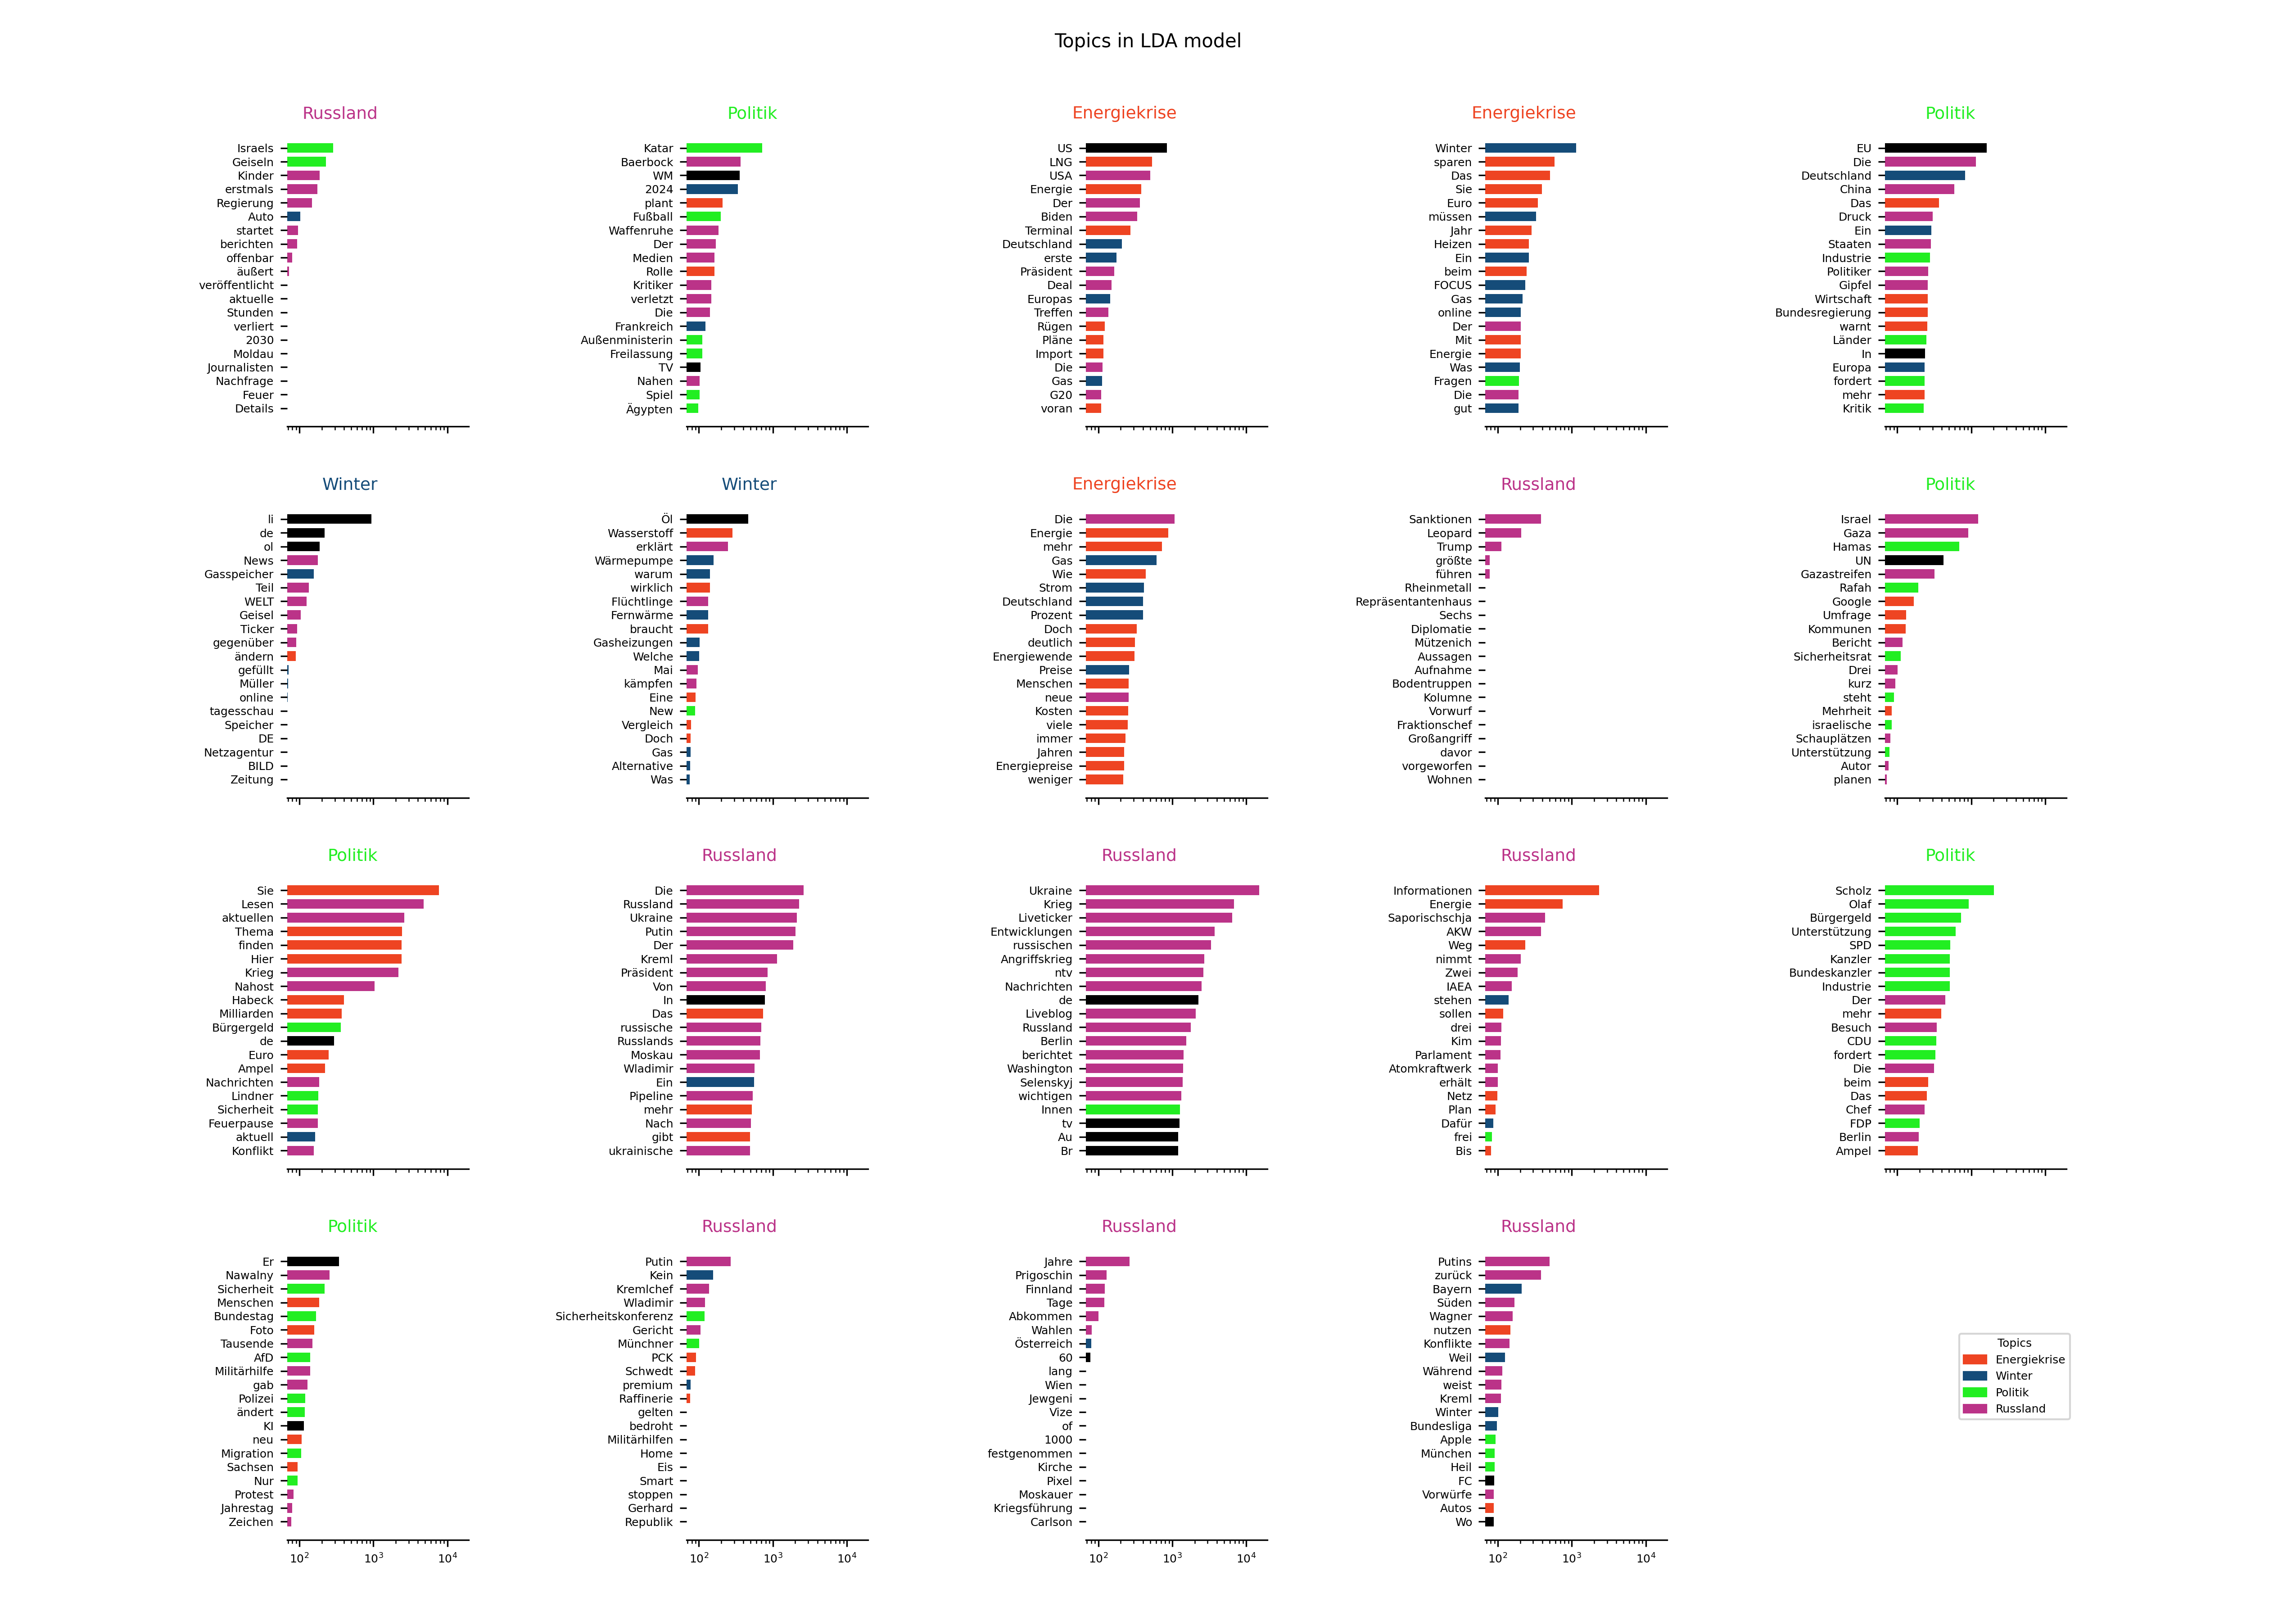 Topics in LDA model
Russland
Israels
Geiseln
Kinder
erstmals
Regierung
Auto
startet
berichten
offenbar
äußert
veröffentlicht
aktuelle
Stunden
verliert
2030
Moldau
Journalisten
Nachfrage
Feuer
Details
Politik
Katar
Baerbock
WM
2024
plant
Fußball
Waffenruhe
Der
Medien
Rolle
Kritiker
verletzt
Die
Frankreich
Außenministerin
Freilassung
TV
Nahen
Spiel
Ägypten
Energiekrise
US
LNG
USA
Energie
Der
Biden
Terminal
Deutschland
erste
Präsident
Deal
Europas
Treffen
Rügen
Pläne
Import
Die
Gas
G20
voran
Energiekrise
Winter
sparen
Das
Sie
Euro
müssen
Jahr
Heizen
Ein
beim
FOCUS
Gas
online
Der
Mit
Energie
Was
Fragen
Die
gut
Politik
EU
Die
Deutschland
China
Das
Druck
Ein
Staaten
Industrie
Politiker
Gipfel
Wirtschaft
Bundesregierung
warnt
Länder
In
Europa
fordert
mehr
Kritik
Winter
li
de
ol
News
Gasspeicher
Teil
WELT
Geisel
Ticker
gegenüber
ändern
gefüllt
Müller
online
tagesschau
Speicher
DE
Netzagentur
BILD
Zeitung
Winter
Öl
Wasserstoff
erklärt
Wärmepumpe
warum
wirklich
Flüchtlinge
Fernwärme
braucht
Gasheizungen
Welche
Mai
kämpfen
Eine
New
Vergleich
Doch
Gas
Alternative
Was
Energiekrise
Die
Energie
mehr
Gas
Wie
Strom
Deutschland
Prozent
Doch
deutlich
Energiewende
Preise
Menschen
neue
Kosten
viele
immer
Jahren
Energiepreise
weniger
Russland
Sanktionen
Leopard
Trump
größte
führen
Rheinmetall
Repräsentantenhaus
Sechs
Diplomatie
Mützenich
Aussagen
Aufnahme
Bodentruppen
Kolumne
Vorwurf
Fraktionschef
Großangriff
davor
vorgeworfen
Wohnen
Politik
Israel
Gaza
Hamas
UN
Gazastreifen
Rafah
Google
Umfrage
Kommunen
Bericht
Sicherheitsrat
Drei
kurz
steht
Mehrheit
israelische
Schauplätzen
Unterstützung
Autor
planen
Politik
Sie
Lesen
aktuellen
Thema
finden
Hier
Krieg
Nahost
Habeck
Milliarden
Bürgergeld
de
Euro
Ampel
Nachrichten
Lindner
Sicherheit
Feuerpause
aktuell
Konflikt
Russland
Die
Russland
Ukraine
Putin
Der
Kreml
Präsident
Von
In
Das
russische
Russlands
Moskau
Wladimir
Ein
Pipeline
mehr
Nach
gibt
ukrainische
Russland
Ukraine
Krieg
Liveticker
Entwicklungen
russischen
Angriffskrieg
ntv
Nachrichten
de
Liveblog
Russland
Berlin
berichtet
Washington
Selenskyj
wichtigen
Innen
tv
Au
Br
Russland
Informationen
Energie
Saporischschja
AKW
Weg
nimmt
Zwei
IAEA
stehen
sollen
drei
Kim
Parlament
Atomkraftwerk
erhält
Netz
Plan
Dafür
frei
Bis
Politik
Scholz
Olaf
Bürgergeld
Unterstützung
SPD
Kanzler
Bundeskanzler
Industrie
Der
mehr
Besuch
CDU
fordert
Die
beim
Das
Chef
FDP
Berlin
Ampel
Politik
Er
Nawalny
Sicherheit
Menschen
Bundestag
Foto
Tausende
AfD
Militärhilfe
gab
Polizei
ändert
KI
neu
Migration
Sachsen
Nur
Protest
Jahrestag
Zeichen
10² 10³ 10⁴
Russland
Putin
Kein
Kremlchef
Wladimir
Sicherheitskonferenz
Gericht
Münchner
PCK
Schwedt
premium
Raffinerie
gelten
bedroht
Militärhilfen
Home
Eis
Smart
stoppen
Gerhard
Republik
10² 10³ 10⁴
Russland
Jahre
Prigoschin
Finnland
Tage
Abkommen
Wahlen
Österreich
60
lang
Wien
Jewgeni
Vize
of
1000
festgenommen
Kirche
Pixel
Moskauer
Kriegsführung
Carlson
10² 10³ 10⁴
Russland
Putins
zurück
Bayern
Süden
Wagner
nutzen
Konflikte
Weil
Während
weist
Kreml
Winter
Bundesliga
Apple
München
Heil
FC
Vorwürfe
Autos
Wo
10² 10³ 10⁴
Topics
Energiekrise
Winter
Politik
Russland